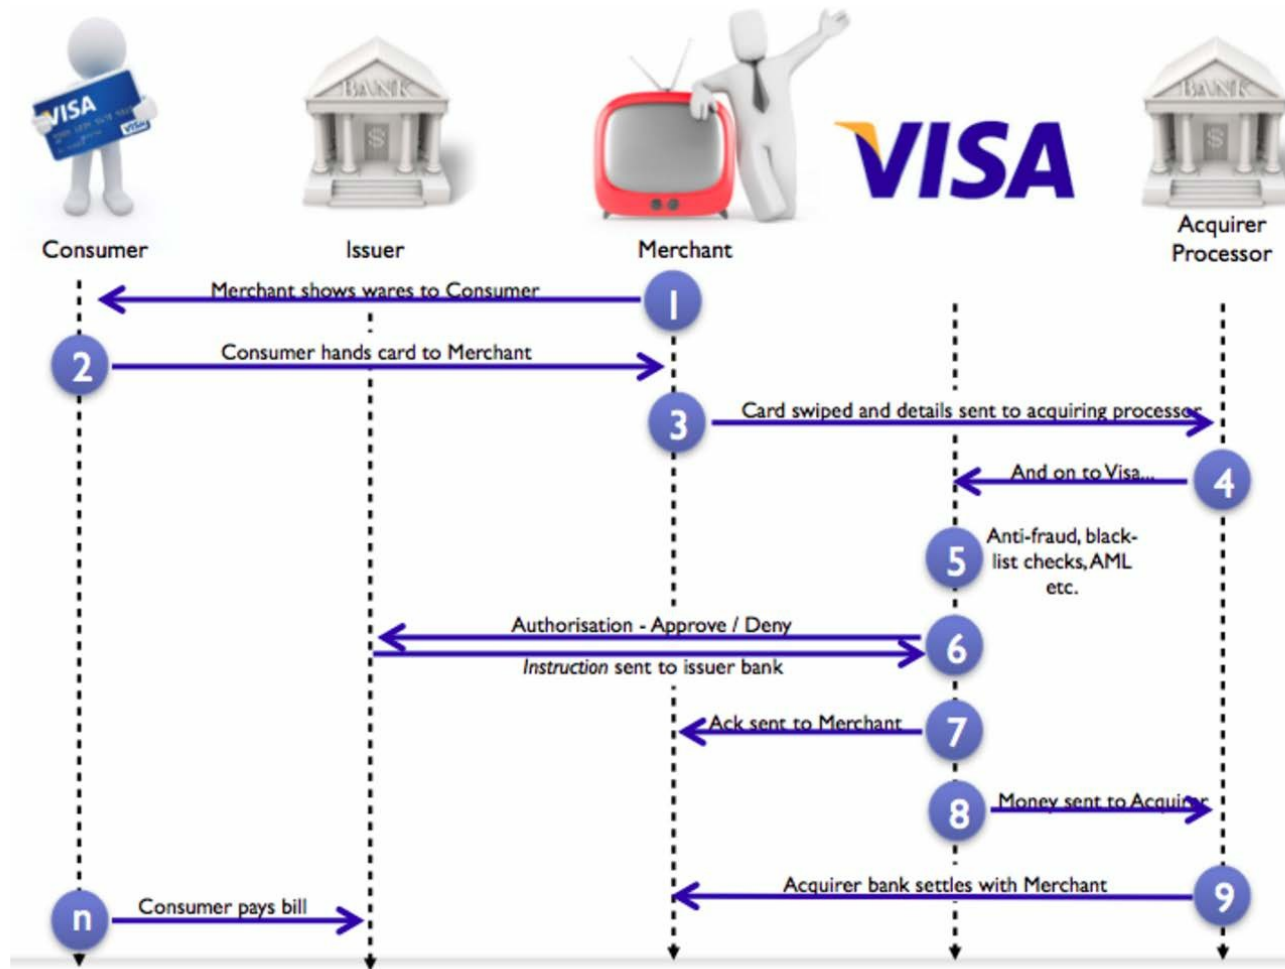 VISA
VISA
BANK
$
BANK
$
VISA
Consumer
Issuer
Merchant
Acquirer
Processor
Merchant shows wares to Consumer
1
2
Consumer hands card to Merchant
3
Card swiped and details sent to acquiring processor
And on to Visa...
4
5
Anti-fraud, black-
list checks, AML
etc.
Authorisation - Approve / Deny
6
Instruction sent to issuer bank
Ack sent to Merchant
7
8
Money sent to Acquirer
Acquirer bank settles with Merchant
9
n
Consumer pays bill